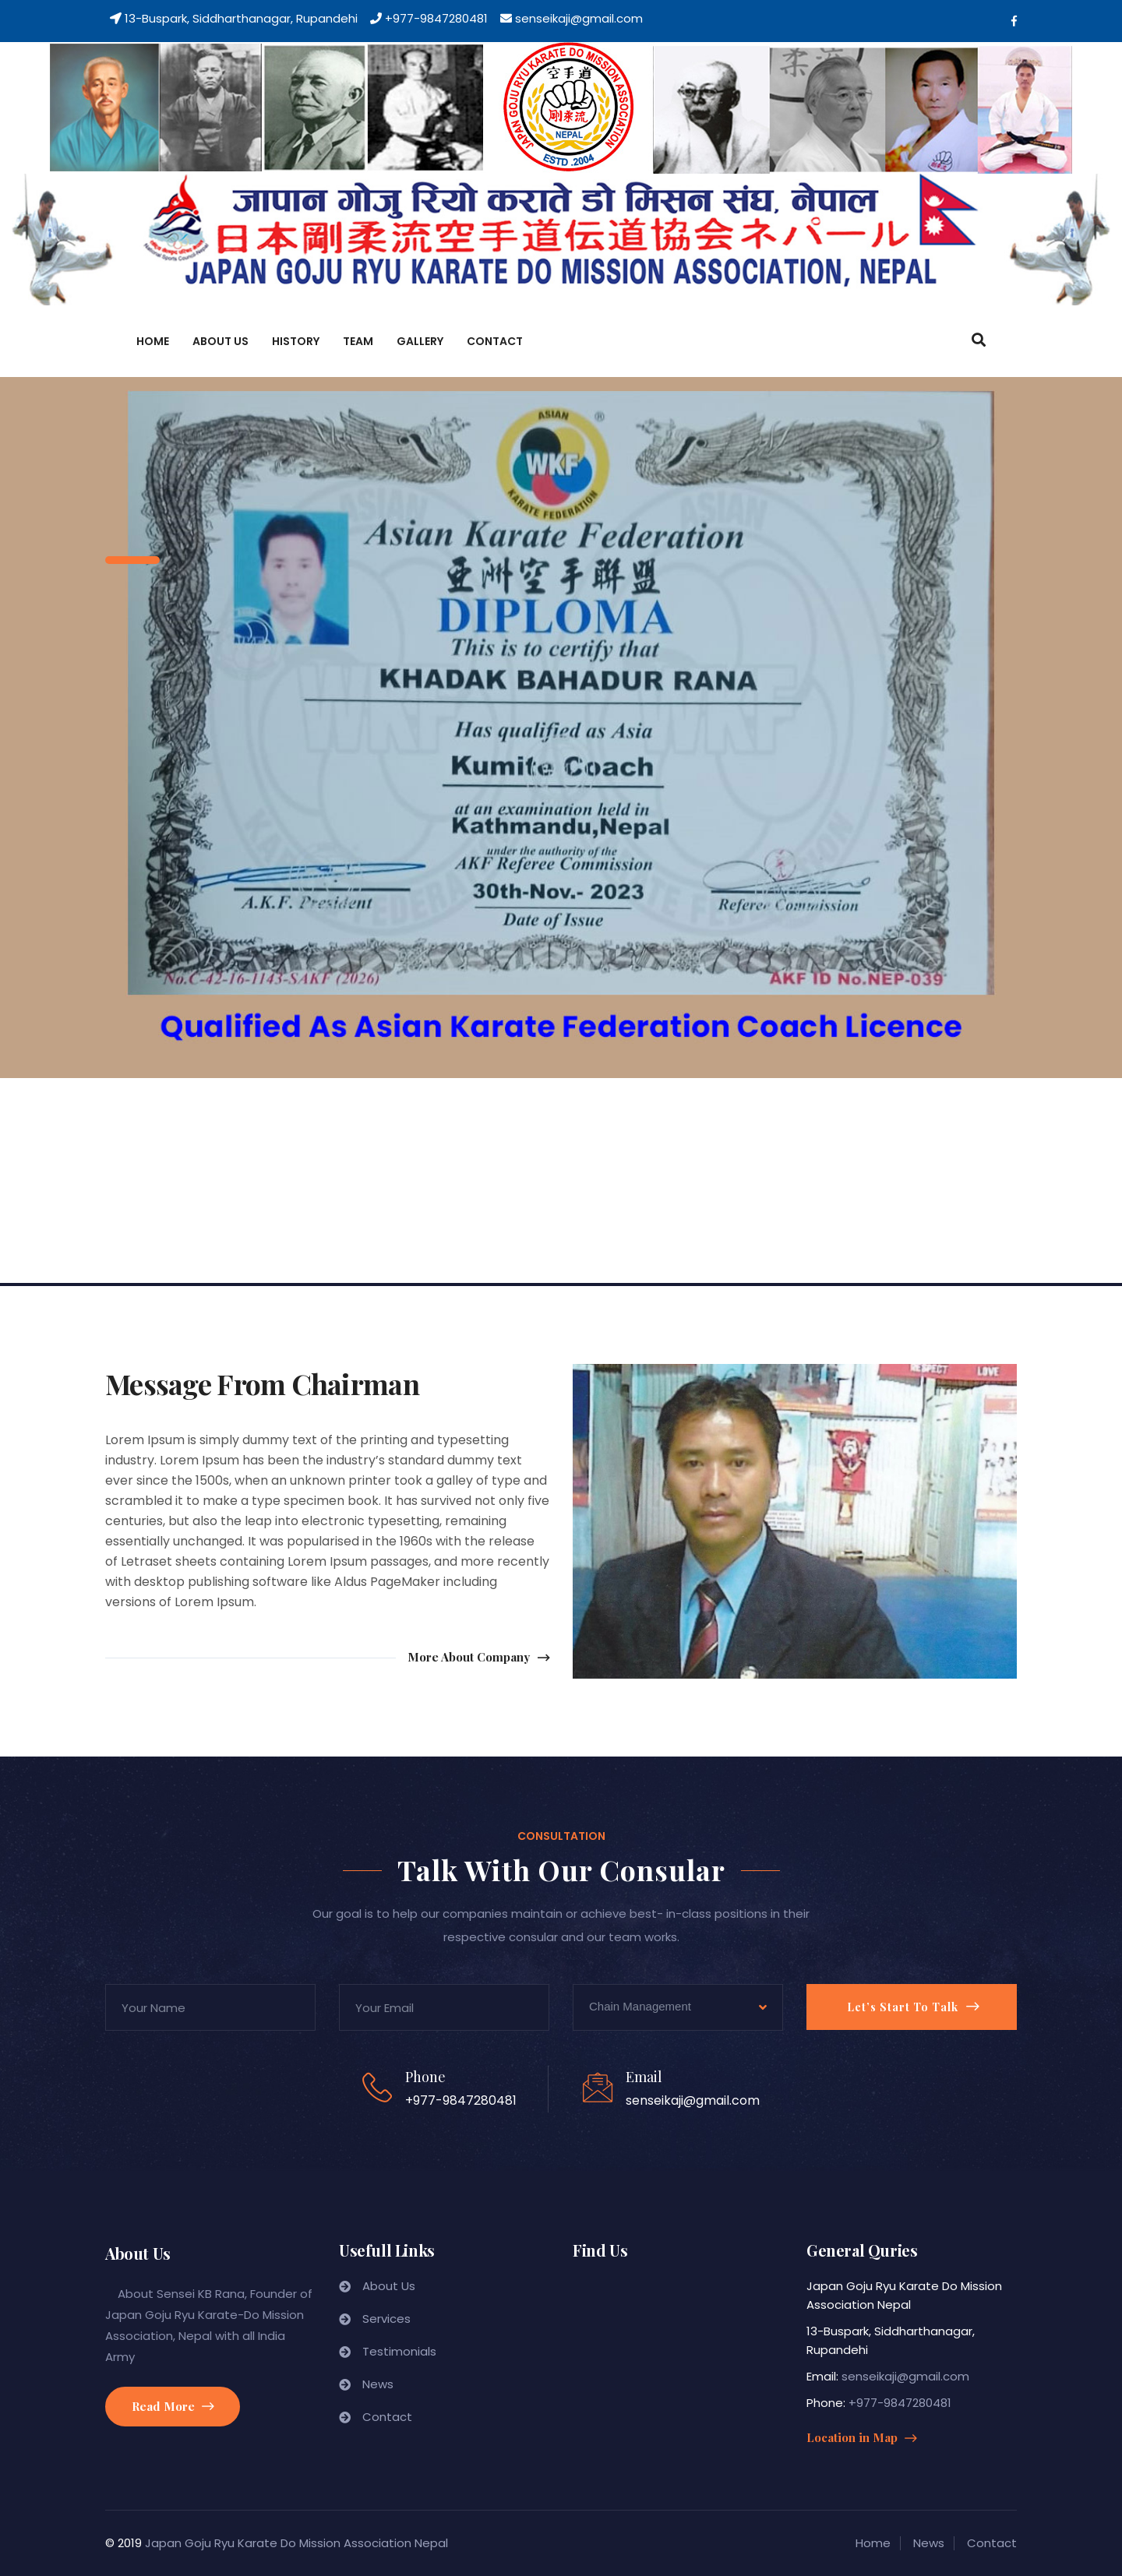 13-Buspark, Siddharthanagar, Rupandehi +977-9847280481 senseikaji@gmail.com
JAPAN GOJU RYU KARATE DO MISSION ASSOCIATION
空手道
剛柔流
NEPAL
ESTD .2004
जापान गोजु रियो कराते डो मिसन संघ, नेपाल
日本剛柔流空手道伝道協会ネパール
JAPAN GOJU RYU KARATE DO MISSION ASSOCIATION, NEPAL
HOME ABOUT US HISTORY TEAM GALLERY CONTACT
ASIAN
WKF
KARATE FEDERATION
Asian Karate Federation
亞洲空手聯盟
DIPLOMA
This is to certify that
KHADAK BAHADUR RANA
Has qualified as Asia
Kumite Coach
at an examination held in
Kathmandu,Nepal
under the authority of the
AKF Referee Commission
A.K.F. President
30th-Nov.- 2023
Referee Commission
Date of Issue
No.C-42-16-1143-SAKF (2026)
AKF ID No.NEP-039
Qualified As Asian Karate Federation Coach Licence
Message From Chairman
Lorem Ipsum is simply dummy text of the printing and typesetting
industry. Lorem Ipsum has been the industry’s standard dummy text
ever since the 1500s, when an unknown printer took a galley of type and
scrambled it to make a type specimen book. It has survived not only five
centuries, but also the leap into electronic typesetting, remaining
essentially unchanged. It was popularised in the 1960s with the release
of Letraset sheets containing Lorem Ipsum passages, and more recently
with desktop publishing software like Aldus PageMaker including
versions of Lorem Ipsum.
More About Company
RESPECT LOVE
CONSULTATION
Talk With Our Consular
Our goal is to help our companies maintain or achieve best- in-class positions in their
respective consular and our team works.
Your Name
Your Email
Chain Management
Let’s Start To Talk
Phone
+977-9847280481
Email
senseikaji@gmail.com
About Us
About Sensei KB Rana, Founder of
Japan Goju Ryu Karate-Do Mission
Association, Nepal with all India
Army
Read More
Usefull Links
About Us
Services
Testimonials
News
Contact
Find Us
General Quries
Japan Goju Ryu Karate Do Mission
Association Nepal
13-Buspark, Siddharthanagar,
Rupandehi
Email: senseikaji@gmail.com
Phone: +977-9847280481
Location in Map
© 2019 Japan Goju Ryu Karate Do Mission Association Nepal
Home News Contact